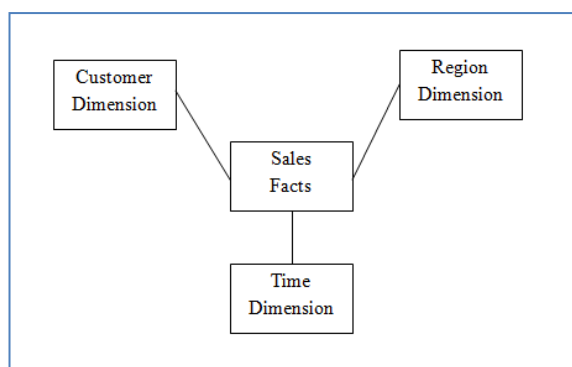 Customer
Dimension
Region
Dimension
Sales
Facts
Time
Dimension